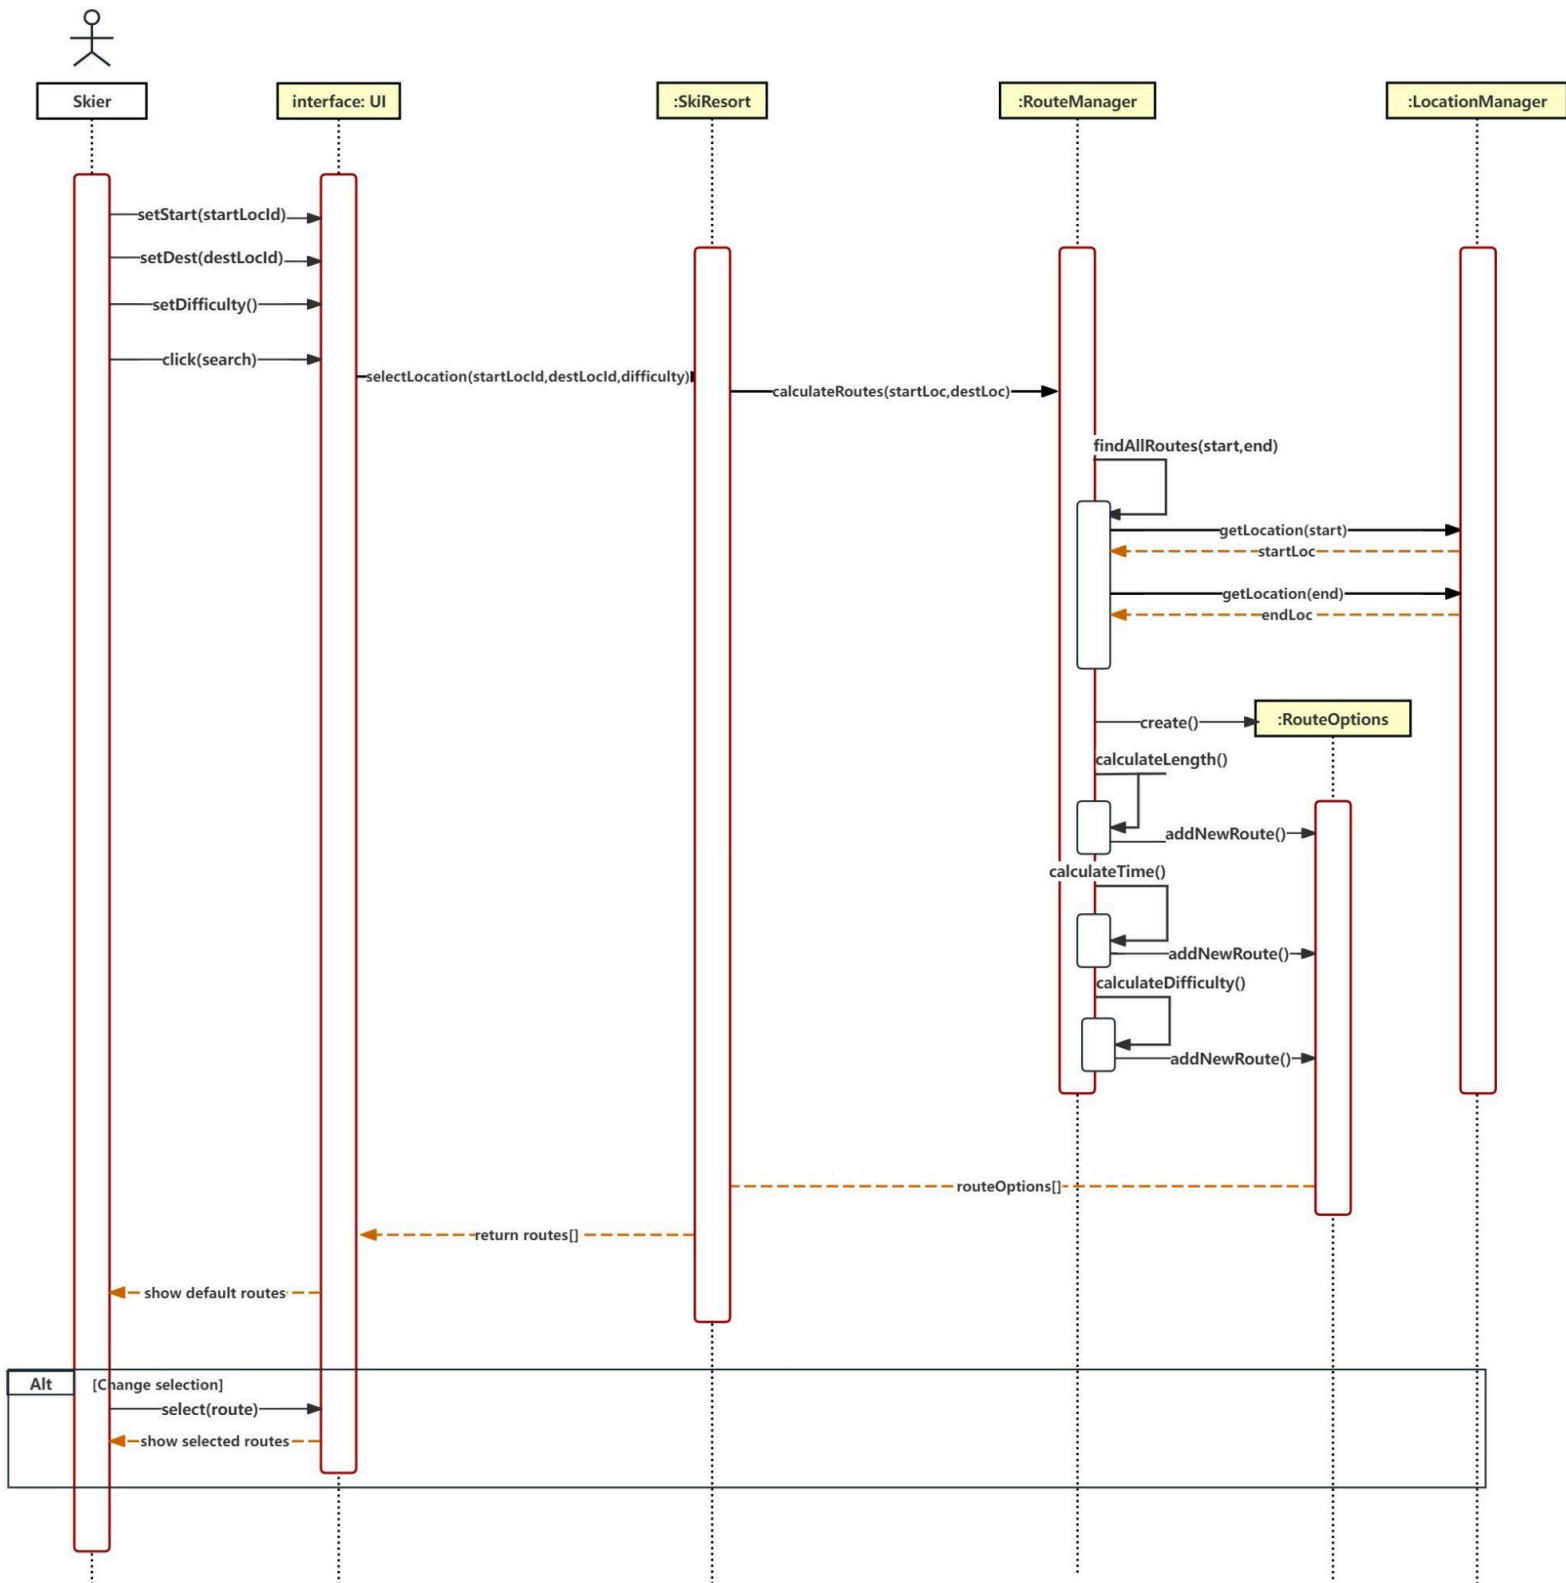 Skier
interface: UI
:SkiResort
:RouteManager
:LocationManager
setStart(startLocId)
setDest(destLocId)
setDifficulty()
click(search)
selectLocation(startLocId,destLocId,difficulty)
calculateRoutes(startLoc,destLoc)
findAllRoutes(start,end)
getLocation(start)
startLoc
getLocation(end)
endLoc
create()
:RouteOptions
calculateLength()
addNewRoute()
calculateTime()
addNewRoute()
calculateDifficulty()
addNewRoute()
routeOptions[]
return routes[]
show default routes
Alt
[Change selection]
select(route)
show selected routes